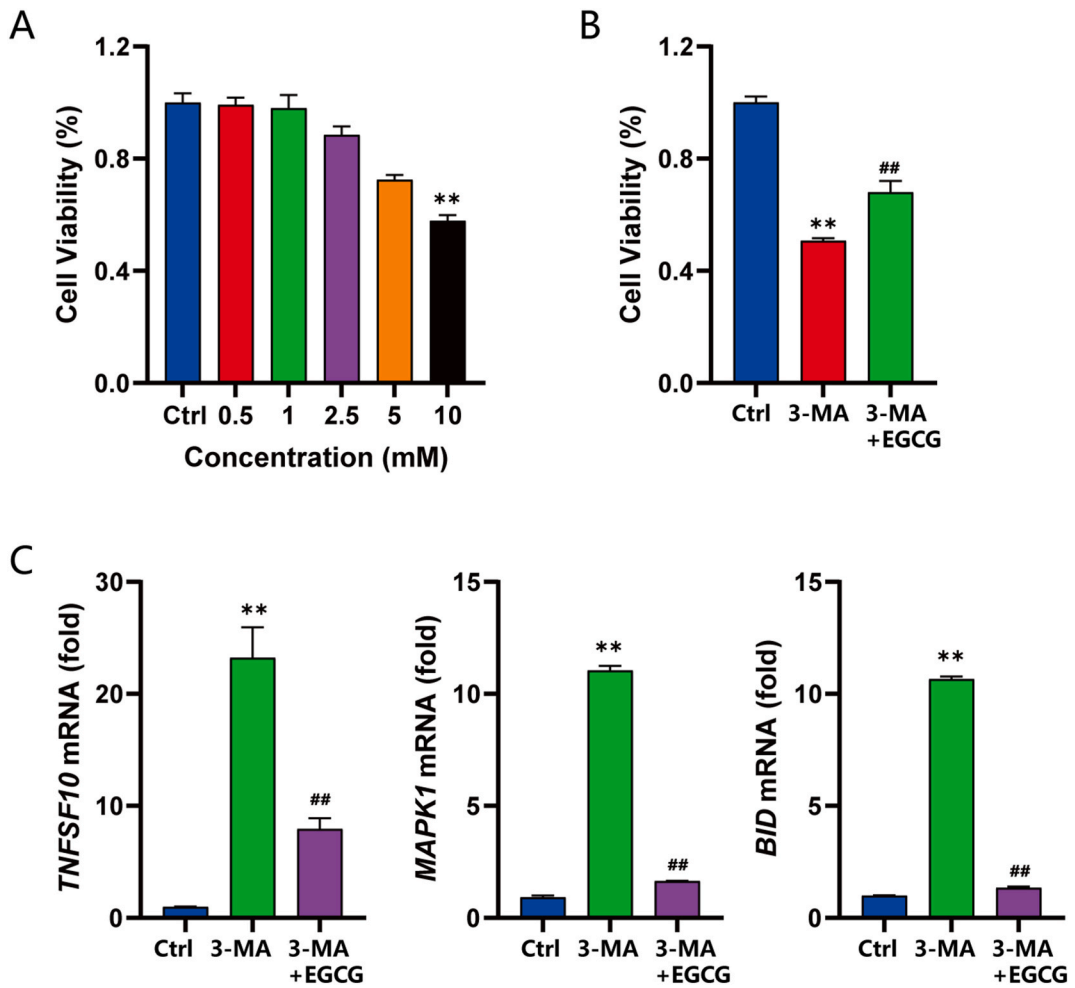 A
Cell Viability (%)
1.2
0.8
0.4
0.0
**
Ctrl 0.5 1 2.5 5 10
Concentration (mM)
B
Cell Viability (%)
1.2
0.8
0.4
0.0
**
##
Ctrl 3-MA 3-MA
+EGCG
C
TNFSF10 mRNA (fold)
30
20
10
0
**
##
Ctrl 3-MA 3-MA
+EGCG
MAPK1 mRNA (fold)
15
10
5
0
**
##
Ctrl 3-MA 3-MA
+EGCG
BID mRNA (fold)
15
10
5
0
**
##
Ctrl 3-MA 3-MA
+EGCG